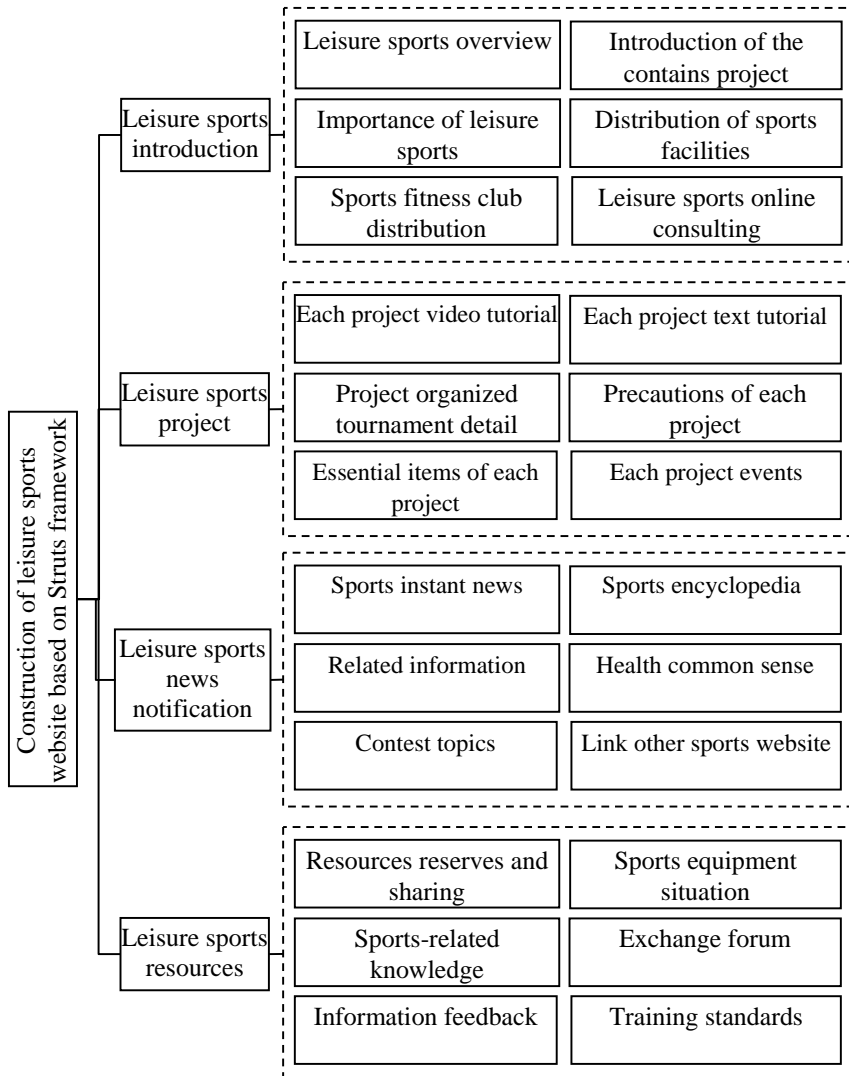 Construction of leisure sports
website based on Struts framework
Leisure sports
introduction
Leisure sports overview
Introduction of the
contains project
Importance of leisure
sports
Distribution of sports
facilities
Sports fitness club
distribution
Leisure sports online
consulting
Leisure sports
project
Each project video tutorial
Each project text tutorial
Project organized
tournament detail
Precautions of each
project
Essential items of each
project
Each project events
Leisure sports
news
notification
Sports instant news
Sports encyclopedia
Related information
Health common sense
Contest topics
Link other sports website
Leisure sports
resources
Resources reserves and
sharing
Sports equipment
situation
Sports-related
knowledge
Exchange forum
Information feedback
Training standards